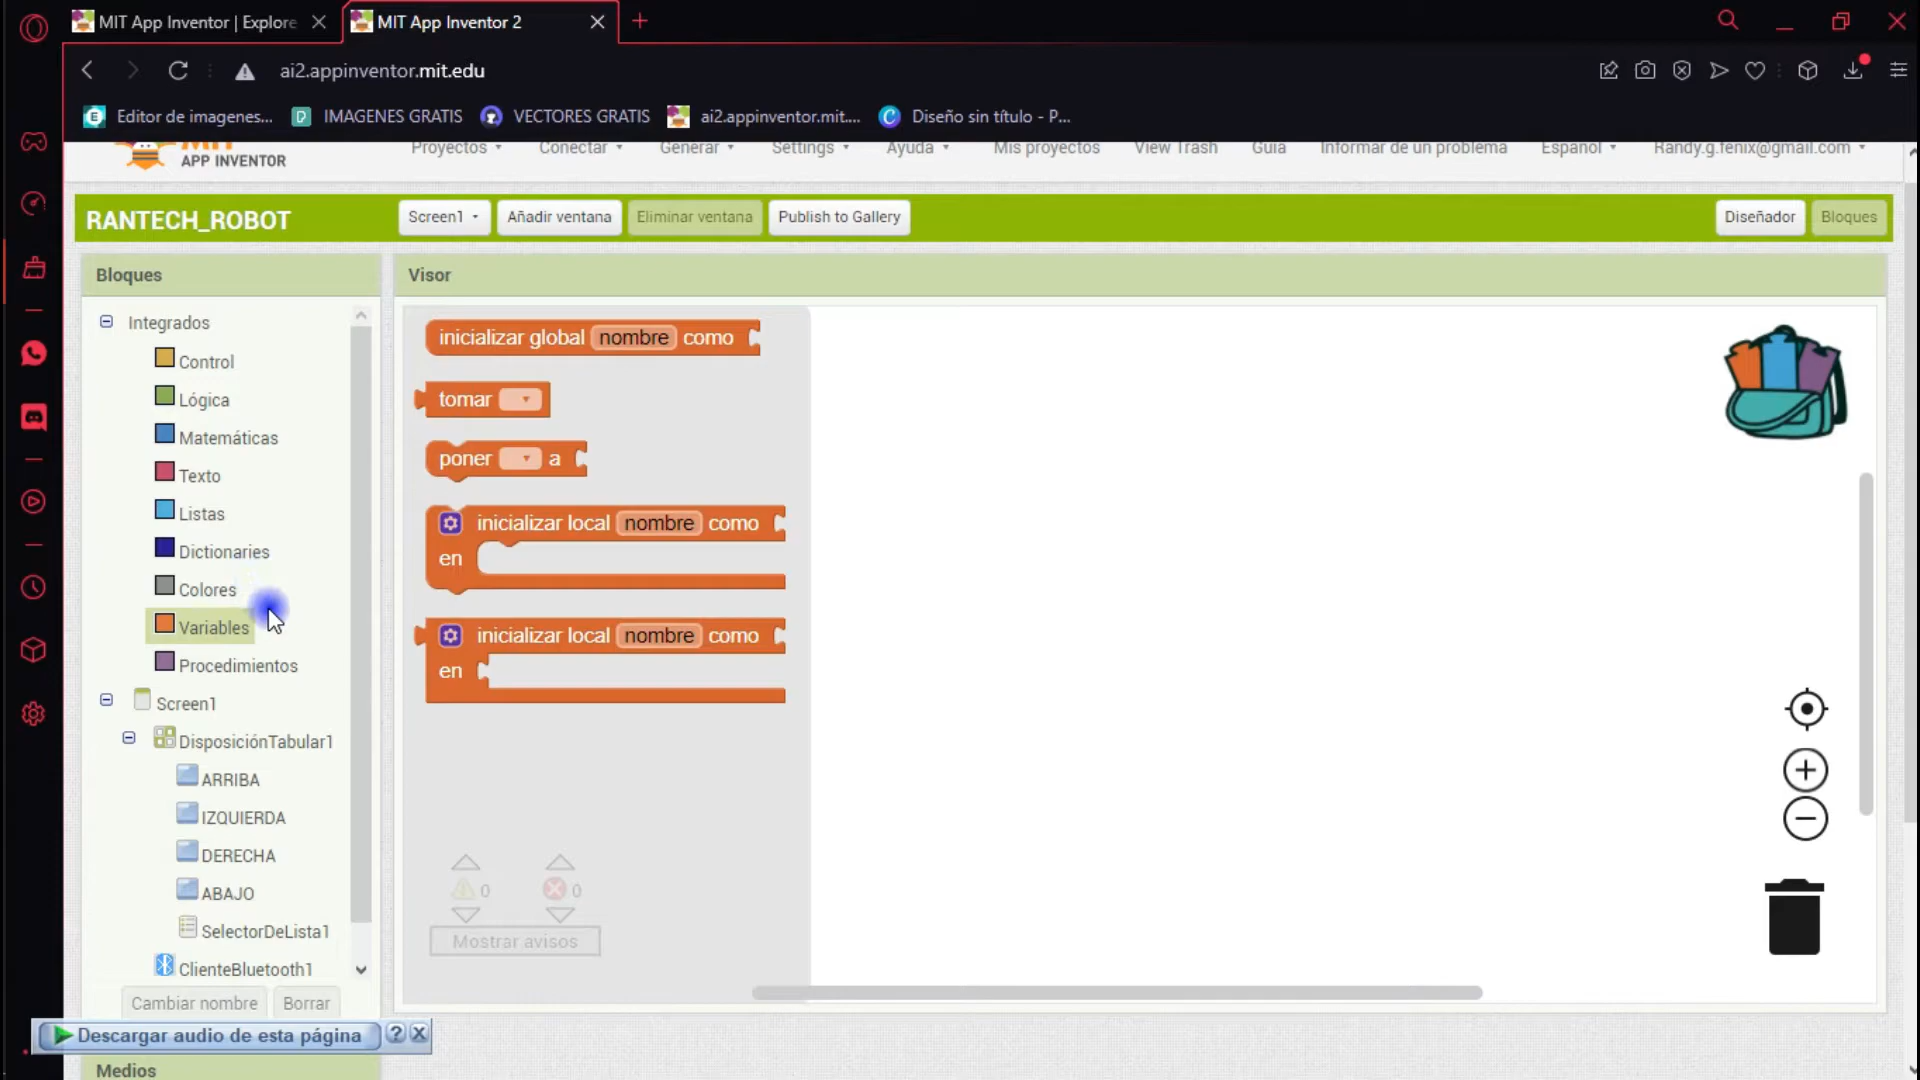 MIT App Inventor | Explore
MIT App Inventor 2
ai2.appinventor.mit.edu
Editor de imagenes...
IMAGENES GRATIS
VECTORES GRATIS
ai2.appinventor.mit....
Diseño sin título - P...
MIT
APP INVENTOR
Proyectos
Conectar
Generar
Settings
Ayuda
Mis proyectos
View Trash
Guía
Informar de un problema
Español
Randy.g.fenix@gmail.com
RANTECH_ROBOT
Screen1
Añadir ventana
Eliminar ventana
Publish to Gallery
Diseñador
Bloques
Bloques
Visor
Integrados
Control
Lógica
Matemáticas
Texto
Listas
Dictionaries
Colores
Variables
Procedimientos
Screen1
DisposiciónTabular1
ARRIBA
IZQUIERDA
DERECHA
ABAJO
SelectorDeLista1
ClienteBluetooth1
Cambiar nombre
Borrar
inicializar global nombre como
tomar
poner a
inicializar local nombre como
en
inicializar local nombre como
en
0
0
Mostrar avisos
Descargar audio de esta página
?
X
Medios